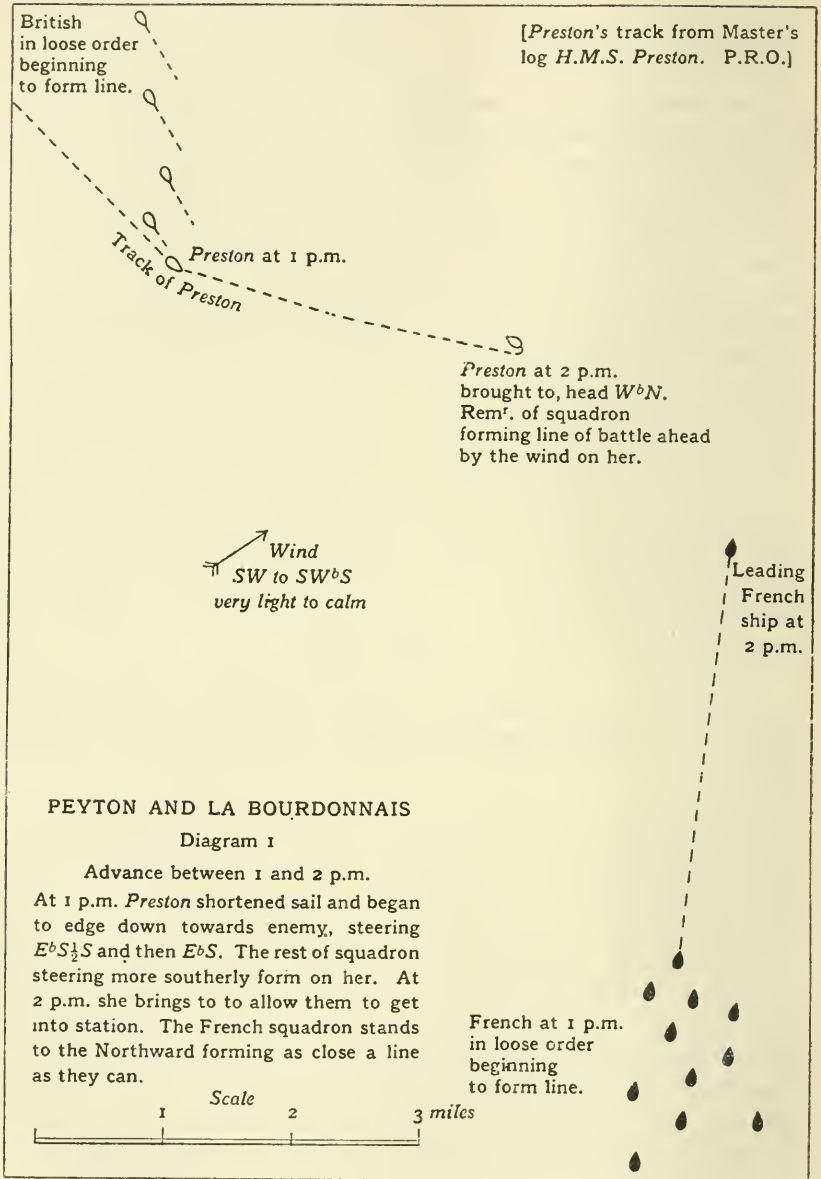 British
in loose order
beginning
to form line.
[Preston's track from Master's
log H.M.S. Preston. P.R.O.]
Preston at 1 p.m.
Track of Preston
Preston at 2 p.m.
brought to, head WᵇN.
Remʳ. of squadron
forming line of battle ahead
by the wind on her.
Wind
SW to SWᵇS
very light to calm
Leading
French
ship at
2 p.m.
PEYTON AND LA BOURDONNAIS
Diagram 1
Advance between 1 and 2 p.m.
At 1 p.m. Preston shortened sail and began
to edge down towards enemy, steering
EᵇS½S and then EᵇS. The rest of squadron
steering more southerly form on her. At
2 p.m. she brings to to allow them to get
into station. The French squadron stands
to the Northward forming as close a line
as they can.
French at 1 p.m.
in loose order
beginning
to form line.
Scale
1 2 3 miles